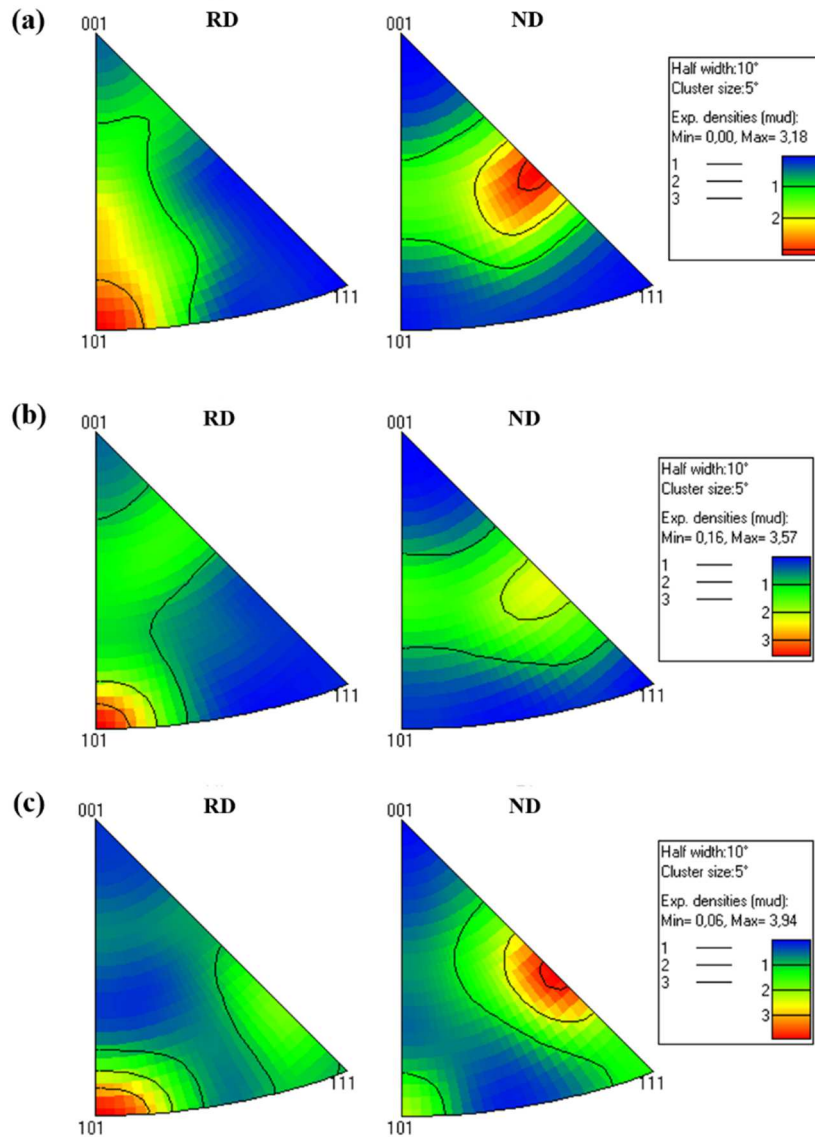 (a) RD ND
001 001
111 111
101 101
Half width:10°
Cluster size:5°
Exp. densities (mud):
Min= 0,00, Max= 3,18
1
2
3
1
2
(b) RD ND
001 001
111 111
101 101
Half width:10°
Cluster size:5°
Exp. densities (mud):
Min= 0,16, Max= 3,57
1
2
3
1
2
3
(c) RD ND
001 001
111 111
101 101
Half width:10°
Cluster size:5°
Exp. densities (mud):
Min= 0,06, Max= 3,94
1
2
3
1
2
3